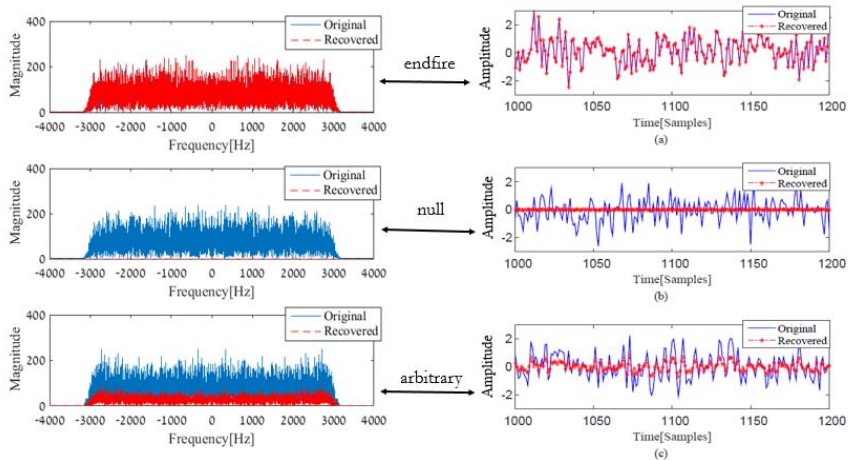 400
200
0
Magnitude
Original
Recovered
-4000 -3000 -2000 -1000 0 1000 2000 3000 4000
Frequency[Hz]
endfire
2
0
-2
Amplitude
Original
Recovered
1000 1050 1100 1150 1200
Time[Samples]
(a)
400
200
0
Magnitude
Original
Recovered
-4000 -3000 -2000 -1000 0 1000 2000 3000 4000
Frequency[Hz]
null
2
0
-2
Amplitude
Original
Recovered
1000 1050 1100 1150 1200
Time[Samples]
(b)
400
200
0
Magnitude
Original
Recovered
-4000 -3000 -2000 -1000 0 1000 2000 3000 4000
Frequency[Hz]
arbitrary
2
0
-2
Amplitude
Original
Recovered
1000 1050 1100 1150 1200
Time[Samples]
(c)